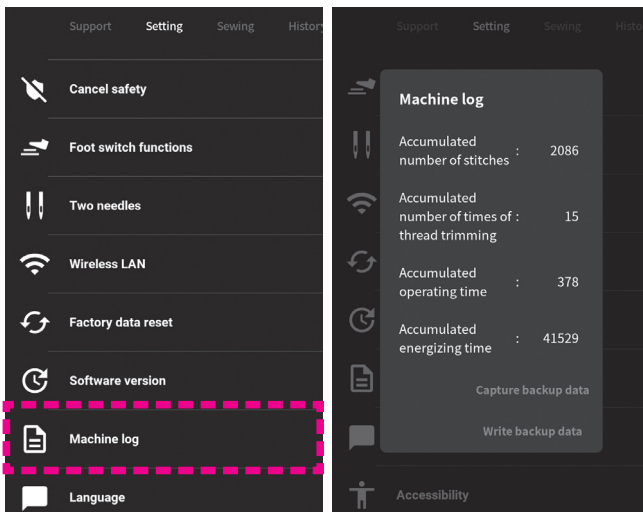 Support Setting Sewing History
Cancel safety
Foot switch functions
Two needles
Wireless LAN
Factory data reset
Software version
Machine log
Language
Support Setting Sewing Histo
Machine log
Accumulated
number of stitches : 2086
Accumulated
number of times of : 15
thread trimming
Accumulated
operating time : 378
Accumulated
energizing time : 41529
Capture backup data
Write backup data
Accessibility